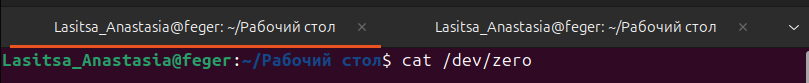 Lasitsa_Anastasia@feger: ~/Рабочий стол
Lasitsa_Anastasia@feger: ~/Рабочий стол
Lasitsa_Anastasia@feger:~/Рабочий стол$ cat /dev/zero